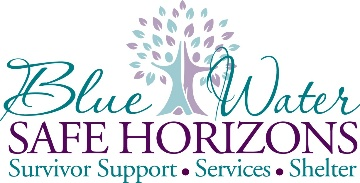 Blue Water
SAFE HORIZONS
Survivor Support • Services • Shelter